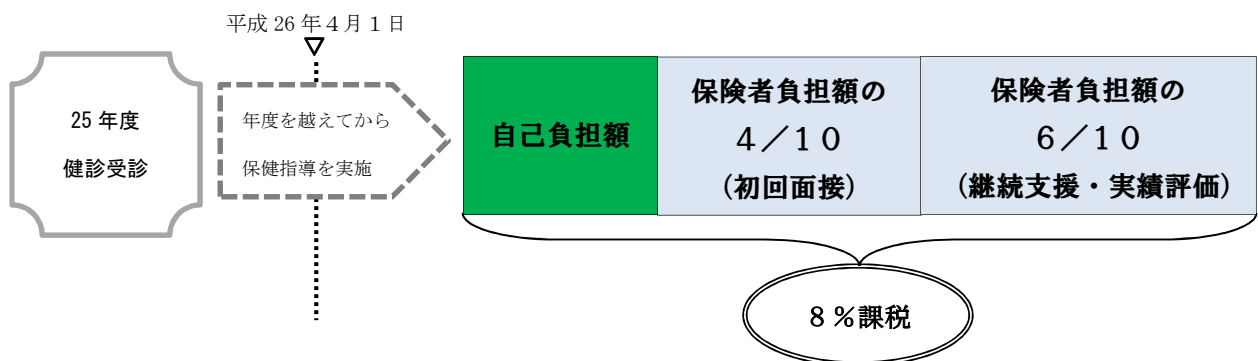 平成 26 年４月１日
25 年度
健診受診
年度を越えてから
保健指導を実施
自己負担額
保険者負担額の
４／１０
（初回面接）
保険者負担額の
６／１０
（継続支援・実績評価）
８％課税